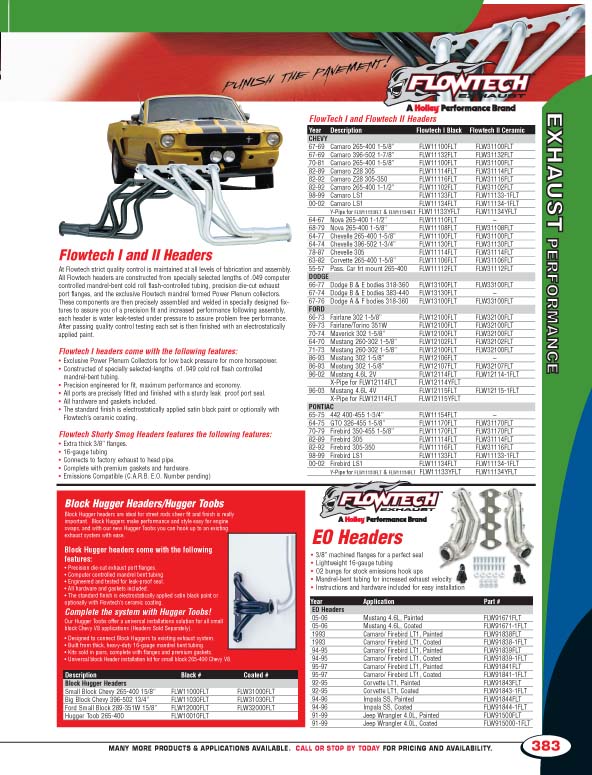 PUNISH THE PAVEMENT!
FLOWTECH
EXHAUST
A Holley Performance Brand
EXHAUST PERFORMANCE
Flowtech I and II Headers
At Flowtech strict quality control is maintained at all levels of fabrication and assembly.
All Flowtech headers are constructed from specially selected lengths of .049 computer
controlled mandrel-bent cold roll flash-controlled tubing, precision die-cut exhaust
port flanges, and the exclusive Flowtech mandrel formed Power Plenum collectors.
These components are then precisely assembled and welded in specially designed fix-
tures to assure you of a precision fit and increased performance following assembly,
each header is water leak-tested under pressure to assure problem free performance.
After passing quality control testing each set is then finished with an electrostatically
applied paint.
Flowtech I headers come with the following features:
• Exclusive Power Plenum Collectors for low back pressure for more horsepower.
• Constructed of specially selected-lengths of .049 cold roll flash controlled
mandrel-bent tubing.
• Precision engineered for fit, maximum performance and economy.
• All ports are precisely fitted and finished with a sturdy leak proof port seal.
• All hardware and gaskets included.
• The standard finish is electrostatically applied satin black paint or optionally with
Flowtech's ceramic coating.
Flowtech Shorty Smog Headers features the following features:
• Extra thick 3/8" flanges.
• 16-gauge tubing
• Connects to factory exhaust to head pipe.
• Complete with premium gaskets and hardware.
• Emissions Compatible (C.A.R.B. E.O. Number pending)
FlowTech I and Flowtech II Headers
Year Description Flowtech I Black Flowtech II Ceramic
CHEVY
67-69 Camaro 265-400 1-5/8" FLW11100FLT FLW31100FLT
67-69 Camaro 396-502 1-7/8" FLW11132FLT FLW31132FLT
70-81 Camaro 265-400 1-5/8" FLW11100FLT FLW31100FLT
82-89 Camaro Z28 305 FLW11114FLT FLW31114FLT
82-92 Camaro Z28 305-350 FLW11116FLT FLW31116FLT
82-92 Camaro 265-400 1-1/2" FLW11102FLT FLW31102FLT
98-99 Camaro LS1 FLW11133FLT FLW11133-1FLT
00-02 Camaro LS1 FLW11134FLT FLW11134-1FLT
Y-Pipe for FLW11133FLT & FLW11134FLT FLW11133YFLT FLW11134YFLT
64-67 Nova 265-400 1-1/2" FLW11110FLT –
68-79 Nova 265-400 1-5/8" FLW11108FLT FLW31108FLT
64-77 Chevelle 265-400 1-5/8" FLW11100FLT FLW31100FLT
64-74 Chevelle 396-502 1-3/4" FLW11130FLT FLW31130FLT
78-87 Chevelle 305 FLW11114FLT FLW31114FLT
63-82 Corvette 265-400 1-5/8" FLW11106FLT FLW31106FLT
55-57 Pass. Car frt mount 265-400 FLW11112FLT FLW31112FLT
DODGE
66-77 Dodge B & E bodies 318-360 FLW13100FLT FLW33100FLT
67-74 Dodge B & E bodies 383-440 FLW13110FLT –
67-76 Dodge A & F bodies 318-360 FLW13100FLT FLW33100FLT
FORD
66-73 Fairlane 302 1-5/8" FLW12100FLT FLW32100FLT
69-73 Fairlane/Torino 351W FLW12100FLT FLW32100FLT
70-74 Maverick 302 1-5/8" FLW12100FLT FLW32100FLT
64-70 Mustang 260-302 1-5/8" FLW12102FLT FLW32102FLT
71-73 Mustang 260-302 1-5/8" FLW12100FLT FLW32100FLT
86-93 Mustang 302 1-5/8" FLW12106FLT –
86-93 Mustang 302 1-5/8" FLW12107FLT FLW32107FLT
96-02 Mustang 4.6L 2V FLW12114FLT FLW12114-1FLT
X-Pipe for FLW12114FLT FLW12114YFLT
96-03 Mustang 4.6L 4V FLW12115FLT FLW12115-1FLT
X-Pipe for FLW12114FLT FLW12115YFLT
PONTIAC
65-75 442 400-455 1-3/4" FLW11154FLT –
64-75 GTO 326-455 1-5/8" FLW11170FLT FLW31170FLT
70-79 Firebird 350-455 1-5/8" FLW11170FLT FLW31170FLT
82-89 Firebird 305 FLW11114FLT FLW31114FLT
82-92 Firebird 305-350 FLW11116FLT FLW31116FLT
98-99 Firebird LS1 FLW11133FLT FLW11133-1FLT
00-02 Firebird LS1 FLW11134FLT FLW11134-1FLT
Y-Pipe for FLW11133FLT & FLW11134FLT FLW11133YFLT FLW11134YFLT
Block Hugger Headers/Hugger Toobs
Block Hugger headers are ideal for street rods sheer fit and finish is really
important. Block Huggers make performance and style easy for engine
swaps, and with our new Hugger Toobs you can hook up to an existing
exhaust system with ease.
Block Hugger headers come with the following
features:
• Precision die-cut exhaust port flanges.
• Computer controlled mandrel bent tubing
• Engineered and tested for leak-proof seal.
• All hardware and gaskets included.
• The standard finish is electrostatically applied satin black paint or
optionally with Flowtech's ceramic coating.
Complete the system with Hugger Toobs!
Our Hugger Toobs offer a universal installations solution for all small
block Chevy V8 applications (Headers Sold Separately).
• Designed to connect Block Huggers to existing exhaust system.
• Built from thick, heavy-duty 16-gauge mandrel bent tubing.
• Kits sold in pairs, complete with flanges and premium gaskets.
• Universal block Header installation kit for small block 265-400 Chevy V8
Description Black # Coated #
Block Hugger Headers
Small Block Chevy 265-400 15/8" FLW11000FLT FLW31000FLT
Big Block Chevy 396-502 13/4" FLW11030FLT FLW31030FLT
Ford Small Block 289-351W 15/8" FLW12000FLT FLW32000FLT
Hugger Toob 265-400 FLW10010FLT
FLOWTECH
EXHAUST
A Holley Performance Brand
EO Headers
• 3/8" machined flanges for a perfect seal
• Lightweight 16-gauge tubing
• O2 bungs for stock emissions hook ups
• Mandrel-bent tubing for increased exhaust velocity
• Instructions and hardware included for easy installation
Year Application Part #
EO Headers
05-06 Mustang 4.6L, Painted FLW91671FLT
05-06 Mustang 4.6L, Coated FLW91671-1FLT
1993 Camaro/ Firebird LT1, Painted FLW91838FLT
1993 Camaro/ Firebird LT1, Coated FLW91838-1FLT
94-95 Camaro/ Firebird LT1, Painted FLW91839FLT
94-95 Camaro/ Firebird LT1, Coated FLW91839-1FLT
95-97 Camaro/ Firebird LT1, Painted FLW91841FLT
95-97 Camaro/ Firebird LT1, Coated FLW91841-1FLT
92-95 Corvette LT1, Painted FLW91843FLT
92-95 Corvette LT1, Coated FLW91843-1FLT
94-96 Impala SS, Painted FLW91844FLT
94-96 Impala SS, Coated FLW91844-1FLT
91-99 Jeep Wrangler 4.0L, Painted FLW91500FLT
91-99 Jeep Wrangler 4.0L, Coated FLW915000-1FLT
MANY MORE PRODUCTS & APPLICATIONS AVAILABLE. CALL OR STOP BY TODAY FOR PRICING AND AVAILABILITY.
383